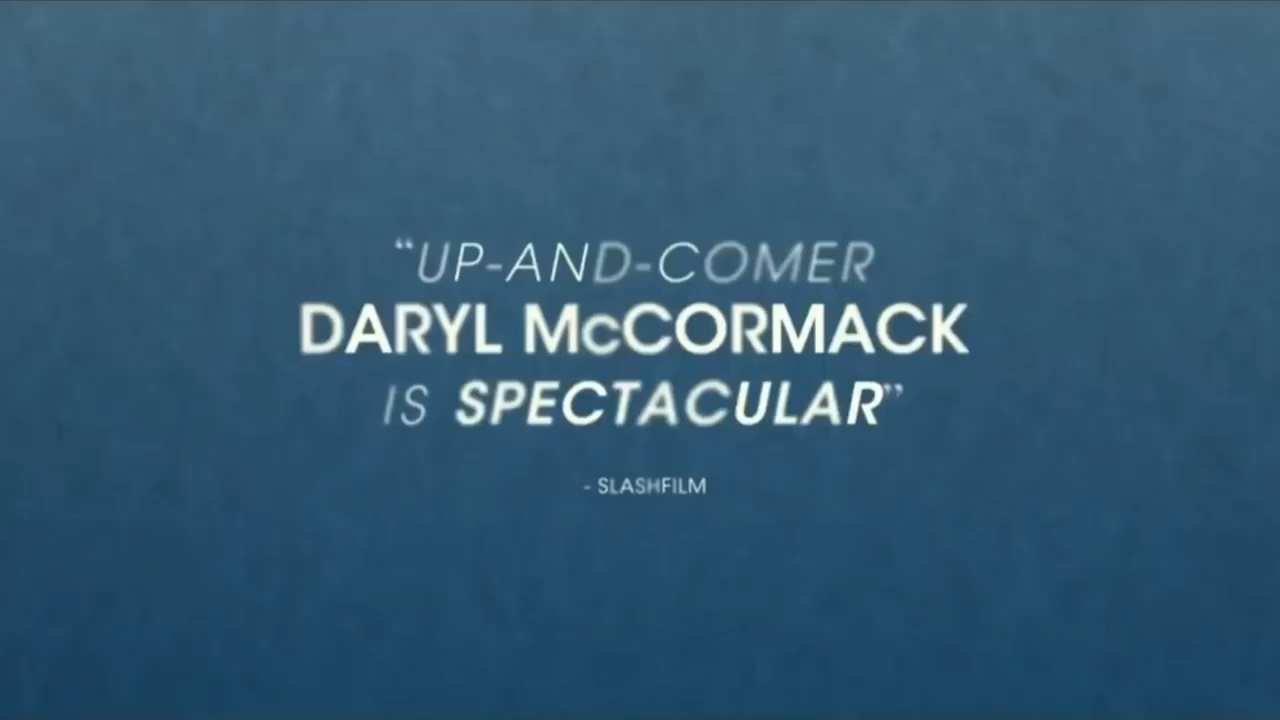 “UP-AND-COMER
DARYL McCORMACK
IS SPECTACULAR”
- SLASHFILM